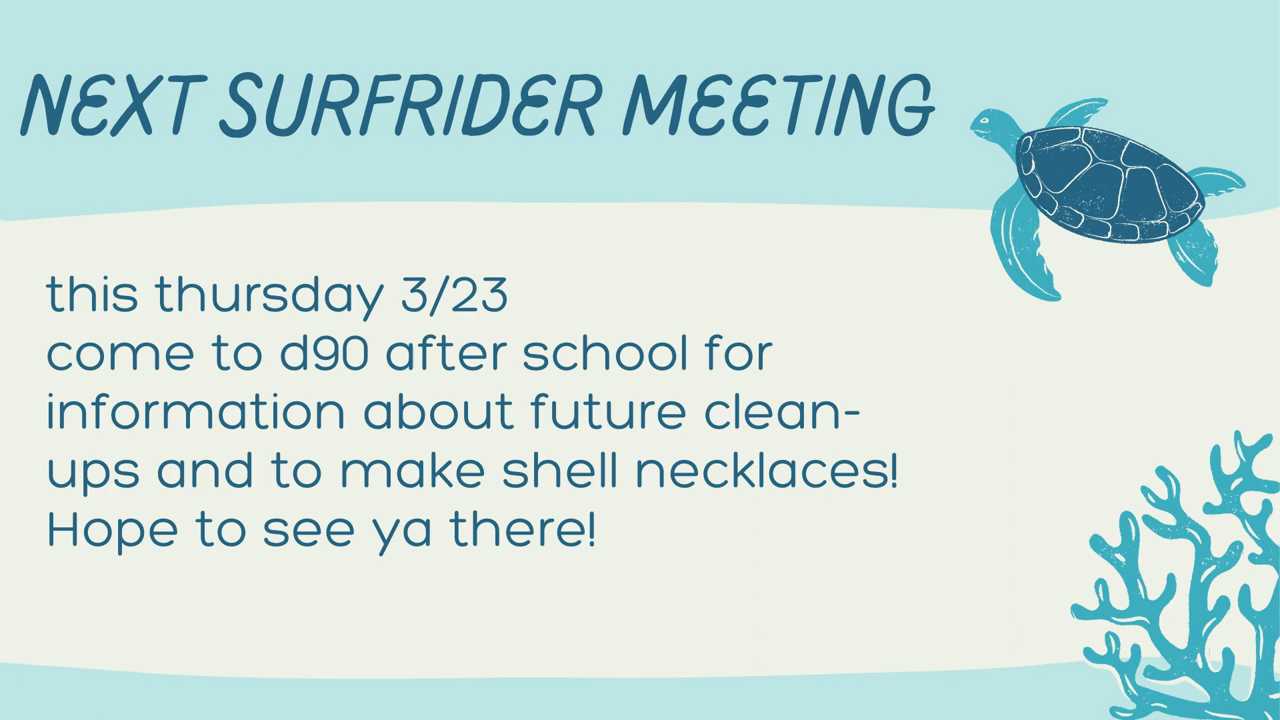 NEXT SURFRIDER MEETING
this thursday 3/23
come to d90 after school for
information about future clean-
ups and to make shell necklaces!
Hope to see ya there!